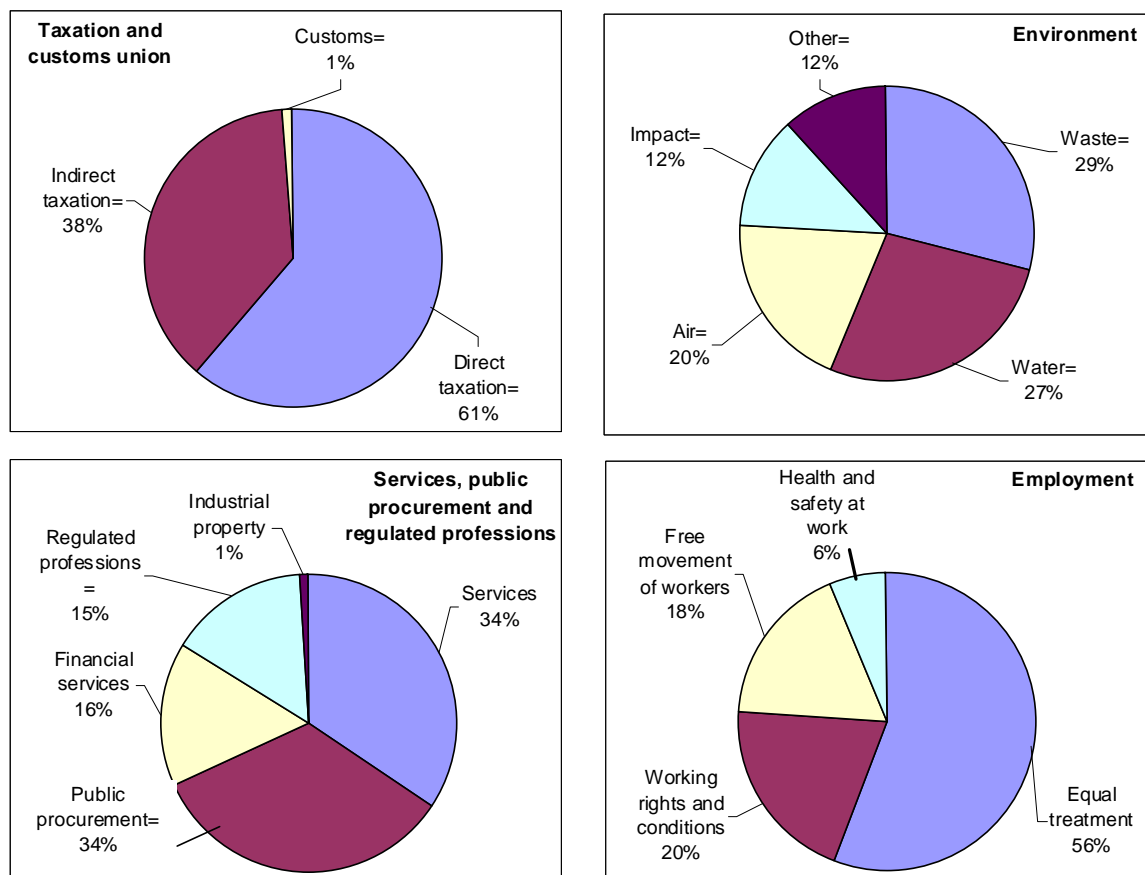 Taxation and
customs union
Customs=
1%
Indirect
taxation=
38%
Direct
taxation=
61%
Environment
Other=
12%
Impact=
12%
Waste=
29%
Air=
20%
Water=
27%
Services, public
procurement and
regulated professions
Industrial
property
1%
Regulated
professions
=
15%
Services
34%
Financial
services
16%
Public
procurement=
34%
Employment
Health and
safety at
work
6%
Free
movement
of workers
18%
Working
rights and
conditions
20%
Equal
treatment
56%